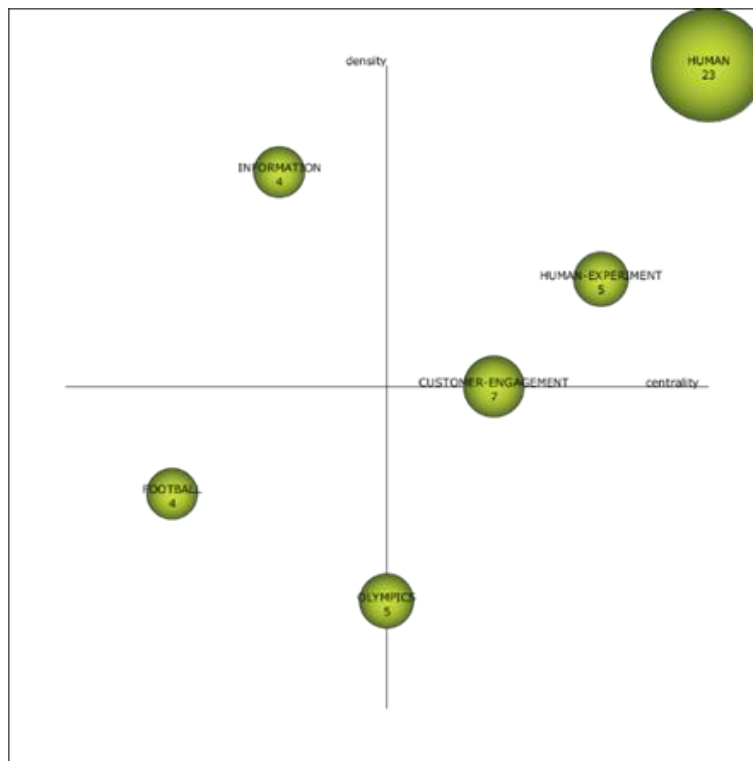 density
HUMAN
23
INFORMATION
4
HUMAN-EXPERIMENT
5
CUSTOMER-ENGAGEMENT
7
centrality
FOOTBALL
4
OLYMPICS
5